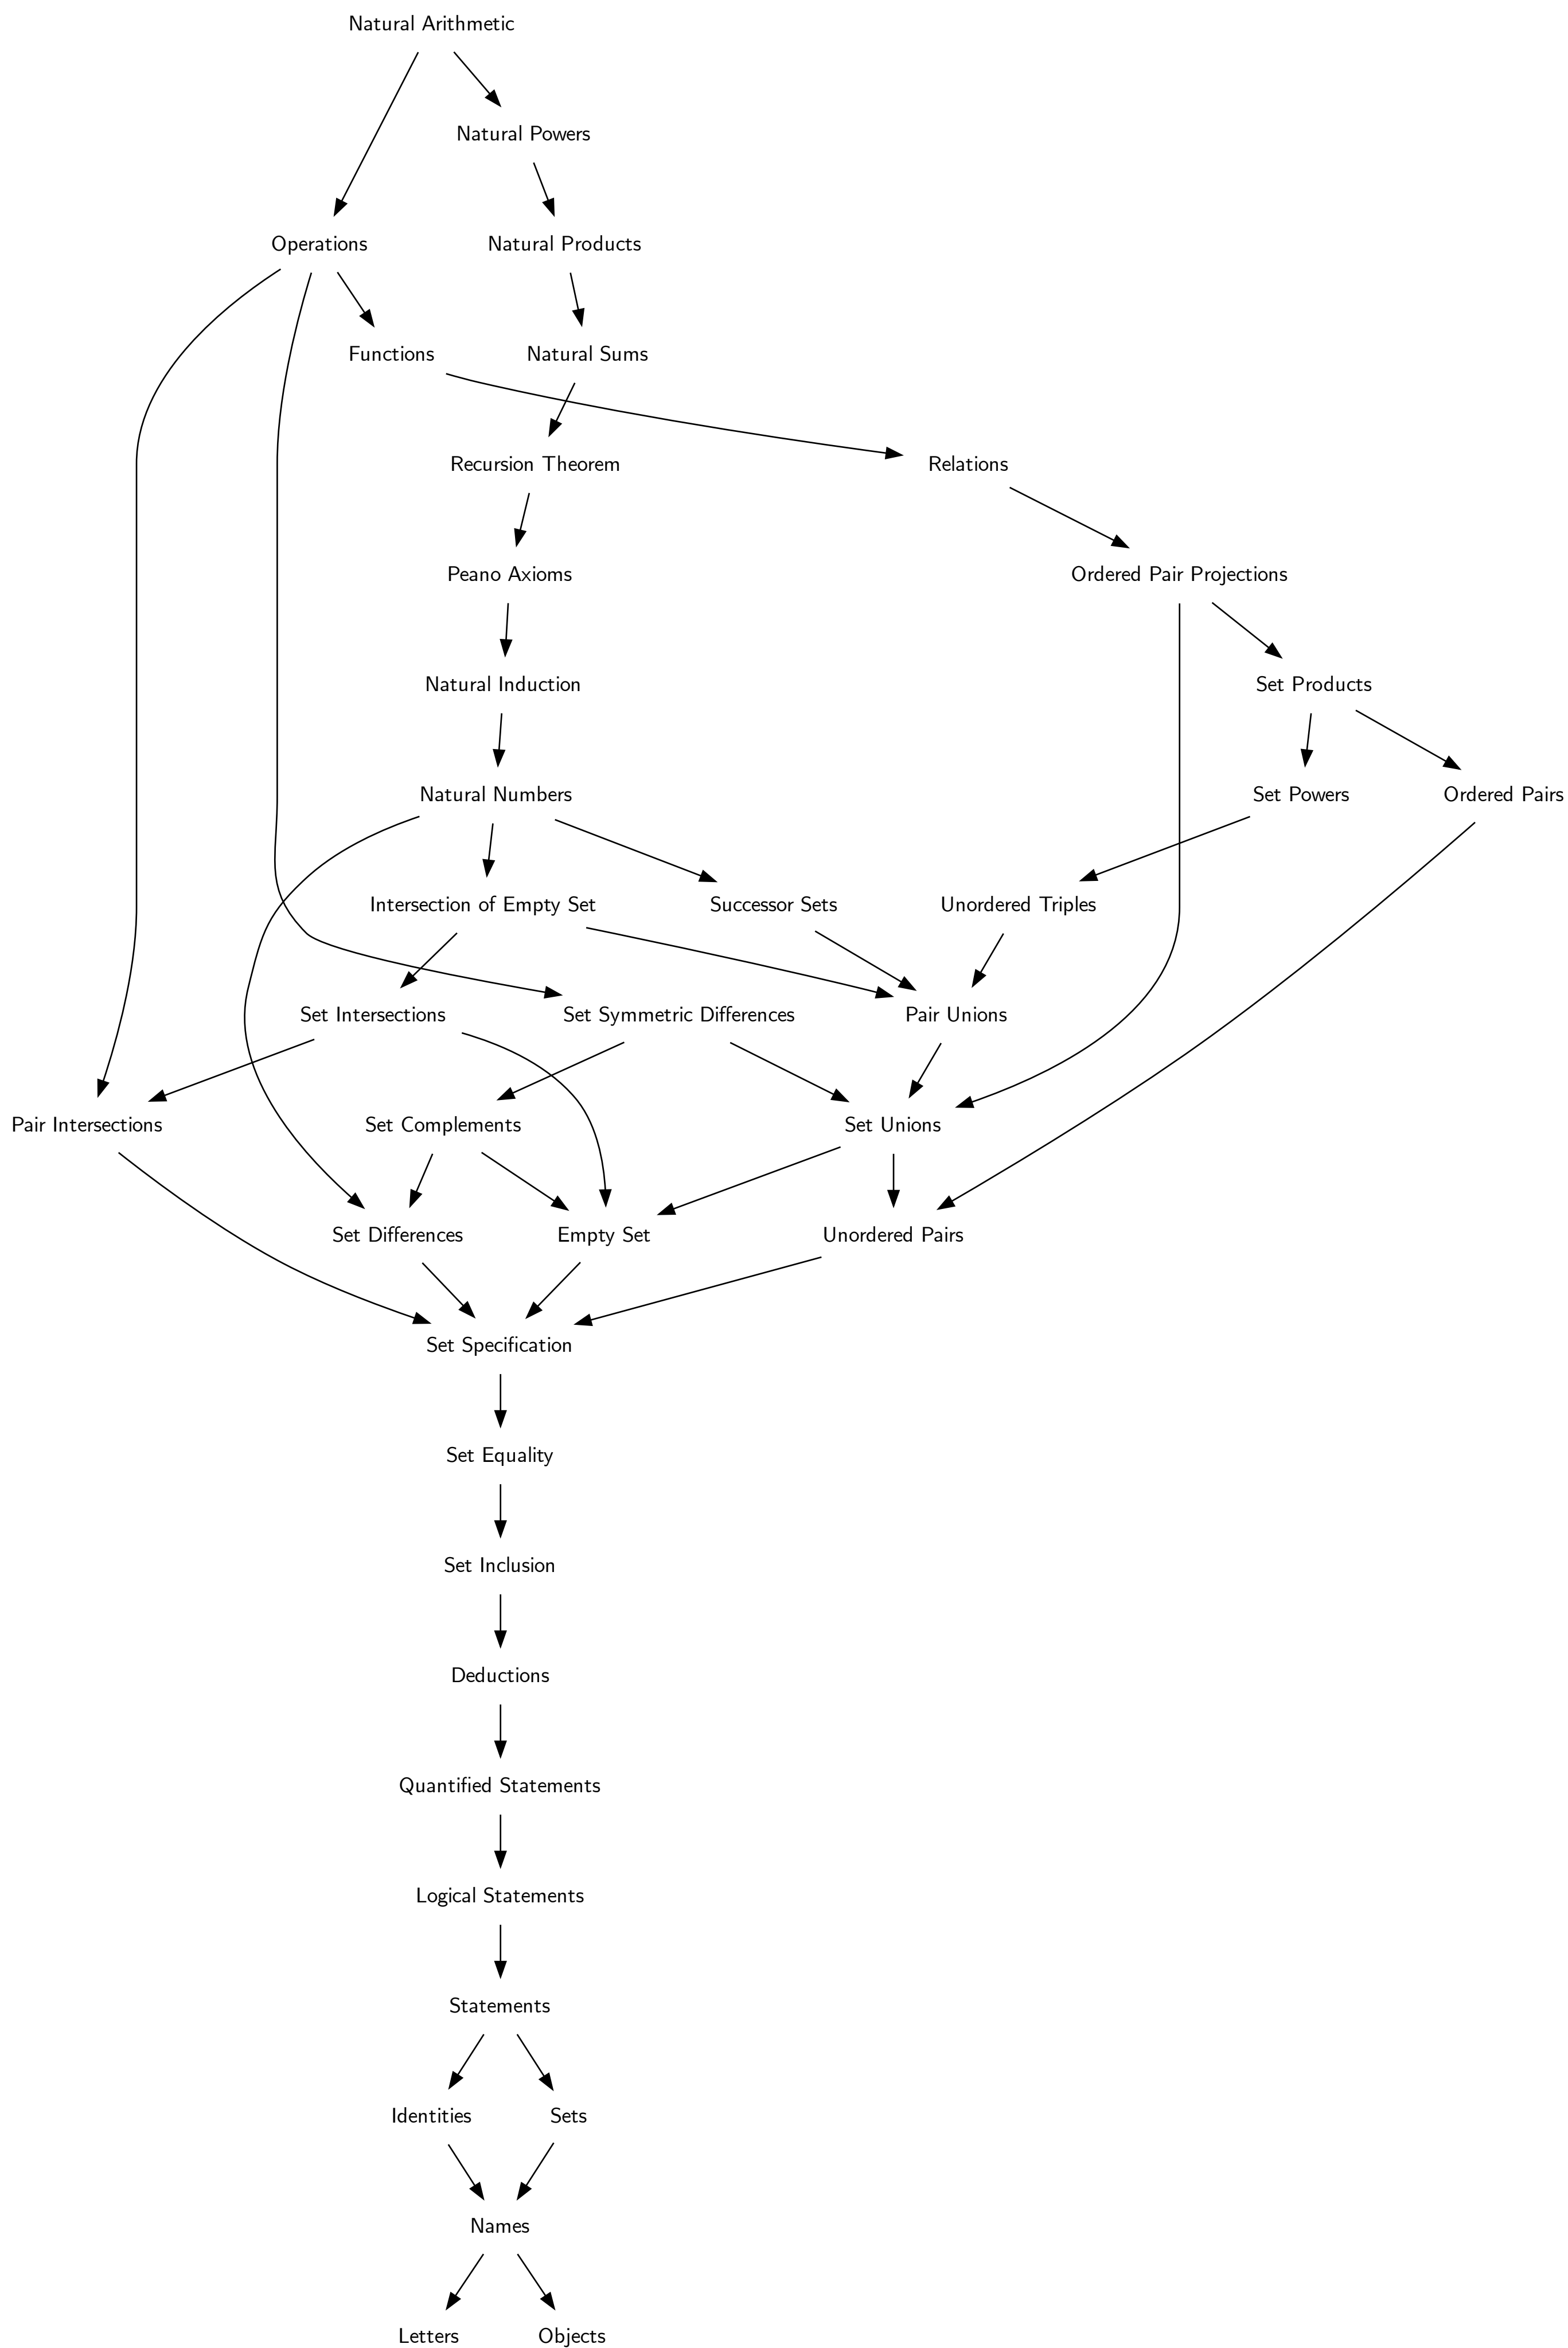 Natural Arithmetic
Natural Powers
Operations
Natural Products
Functions
Natural Sums
Recursion Theorem
Relations
Peano Axioms
Ordered Pair Projections
Natural Induction
Set Products
Natural Numbers
Set Powers
Ordered Pairs
Intersection of Empty Set
Successor Sets
Unordered Triples
Set Intersections
Set Symmetric Differences
Pair Unions
Pair Intersections
Set Complements
Set Unions
Set Differences
Empty Set
Unordered Pairs
Set Specification
Set Equality
Set Inclusion
Deductions
Quantified Statements
Logical Statements
Statements
Identities
Sets
Names
Letters
Objects